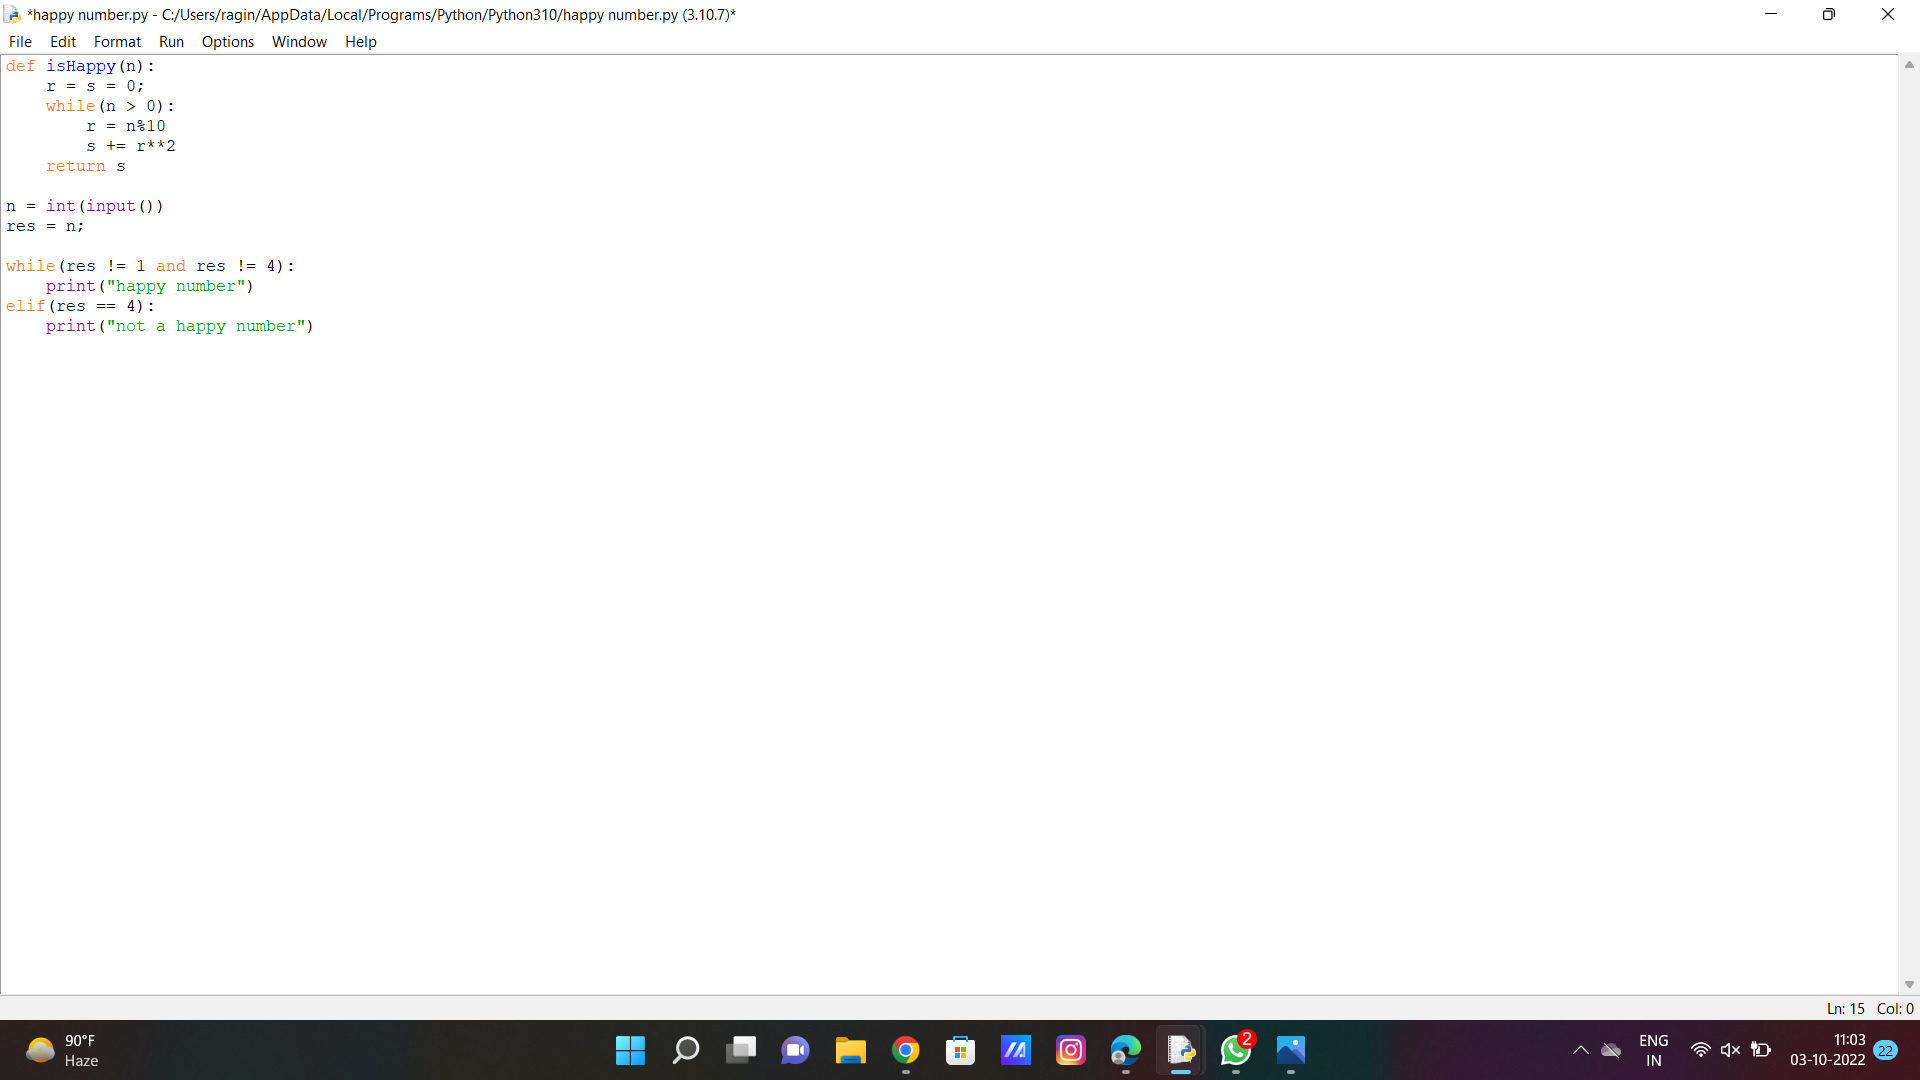 *happy number.py - C:/Users/ragin/AppData/Local/Programs/Python/Python310/happy number.py (3.10.7)*
File Edit Format Run Options Window Help
def isHappy(n):
    r = s = 0;
    while(n > 0):
        r = n%10
        s += r**2
    return s
n = int(input())
res = n;
while(res != 1 and res != 4):
    print("happy number")
elif(res == 4):
    print("not a happy number")
Ln: 15 Col: 0
90°F
Haze
2
ENG
IN
11:03
03-10-2022
22